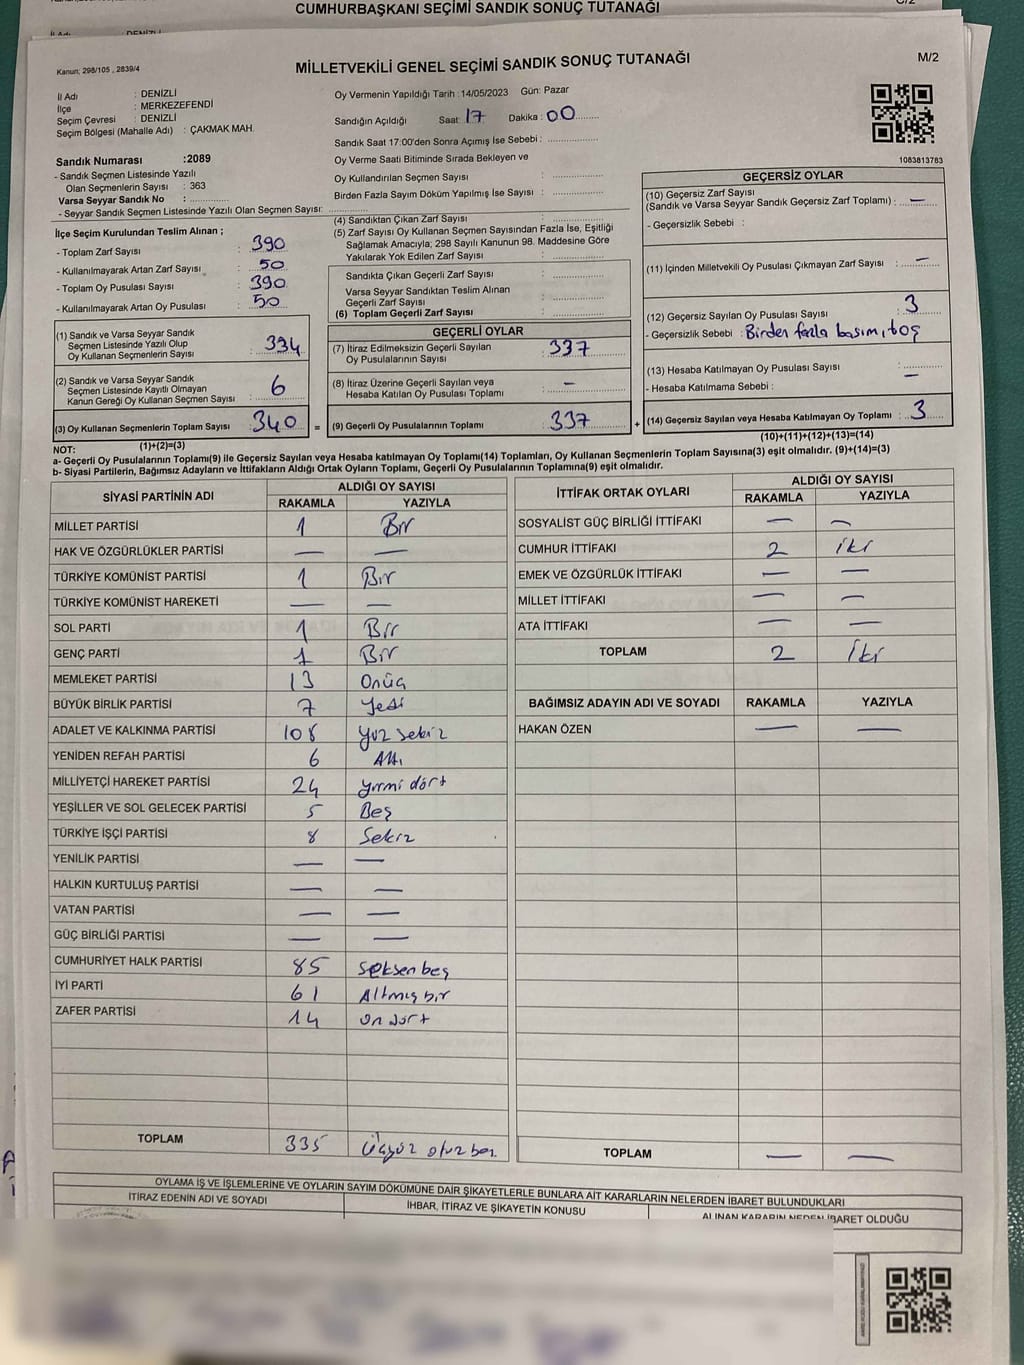 CUMHURBAŞKANI SEÇİMİ SANDIK SONUÇ TUTANAĞI
C/2
İl Adı : DENİZLİ
Kanun: 298/105 , 2839/4
MİLLETVEKİLİ GENEL SEÇİMİ SANDIK SONUÇ TUTANAĞI
M/2
İl Adı : DENİZLİ
İlçe : MERKEZEFENDİ
Seçim Çevresi : DENİZLİ
Seçim Bölgesi (Mahalle Adı) : ÇAKMAK MAH.
Oy Vermenin Yapıldığı Tarih : 14/05/2023 Gün: Pazar
Sandığın Açıldığı Saat: 17 Dakika : 00
Sandık Saat 17:00'den Sonra Açımış İse Sebebi :
Oy Verme Saati Bitiminde Sırada Bekleyen ve
Oy Kullandırılan Seçmen Sayısı :
Birden Fazla Sayım Döküm Yapılmış İse Sayısı :
1083813783
Sandık Numarası :2089
- Sandık Seçmen Listesinde Yazılı
Olan Seçmenlerin Sayısı : 363
Varsa Seyyar Sandık No :
- Seyyar Sandık Seçmen Listesinde Yazılı Olan Seçmen Sayısı:
İlçe Seçim Kurulundan Teslim Alınan ;
- Toplam Zarf Sayısı : 390
- Kullanılmayarak Artan Zarf Sayısı : 50
- Toplam Oy Pusulası Sayısı : 390
- Kullanılmayarak Artan Oy Pusulası : 50
(1) Sandık ve Varsa Seyyar Sandık
Seçmen Listesinde Yazılı Olup
Oy Kullanan Seçmenlerin Sayısı : 334
(2) Sandık ve Varsa Seyyar Sandık
Seçmen Listesinde Kayıtlı Olmayan
Kanun Gereği Oy Kullanan Seçmen Sayısı : 6
(3) Oy Kullanan Seçmenlerin Toplam Sayısı : 340 =
(1)+(2)=(3)
(4) Sandıktan Çıkan Zarf Sayısı :
(5) Zarf Sayısı Oy Kullanan Seçmen Sayısından Fazla İse, Eşitliği
Sağlamak Amacıyla; 298 Sayılı Kanunun 98. Maddesine Göre
Yakılarak Yok Edilen Zarf Sayısı :
Sandıkta Çıkan Geçerli Zarf Sayısı :
Varsa Seyyar Sandıktan Teslim Alınan
Geçerli Zarf Sayısı :
(6) Toplam Geçerli Zarf Sayısı :
GEÇERLİ OYLAR
(7) İtiraz Edilmeksizin Geçerli Sayılan
Oy Pusulalarının Sayısı : 337
(8) İtiraz Üzerine Geçerli Sayılan veya
Hesaba Katılan Oy Pusulası Toplamı : —
(9) Geçerli Oy Pusulalarının Toplamı : 337 +
GEÇERSİZ OYLAR
(10) Geçersiz Zarf Sayısı
(Sandık ve Varsa Seyyar Sandık Geçersiz Zarf Toplamı) : —
- Geçersizlik Sebebi :
(11) İçinden Milletvekili Oy Pusulası Çıkmayan Zarf Sayısı : —
(12) Geçersiz Sayılan Oy Pusulası Sayısı : 3
- Geçersizlik Sebebi : Birden fazla basım, boş
(13) Hesaba Katılmayan Oy Pusulası Sayısı : —
- Hesaba Katılmama Sebebi :
(14) Geçersiz Sayılan veya Hesaba Katılmayan Oy Toplamı : 3
(10)+(11)+(12)+(13)=(14)
NOT:
a- Geçerli Oy Pusulalarının Toplamı(9) ile Geçersiz Sayılan veya Hesaba katılmayan Oy Toplamı(14) Toplamları, Oy Kullanan Seçmenlerin Toplam Sayısına(3) eşit olmalıdır. (9)+(14)=(3)
b- Siyasi Partilerin, Bağımsız Adayların ve İttifakların Aldığı Ortak Oyların Toplamı, Geçerli Oy Pusulalarının Toplamına(9) eşit olmalıdır.
SİYASİ PARTİNİN ADI ALDIĞI OY SAYISI
RAKAMLA YAZIYLA
MİLLET PARTİSİ 1 Bir
HAK VE ÖZGÜRLÜKLER PARTİSİ — —
TÜRKİYE KOMÜNİST PARTİSİ 1 Bir
TÜRKİYE KOMÜNİST HAREKETİ — —
SOL PARTİ 1 Bir
GENÇ PARTİ 1 Bir
MEMLEKET PARTİSİ 13 Onüç
BÜYÜK BİRLİK PARTİSİ 7 Yedi
ADALET VE KALKINMA PARTİSİ 108 Yüz sekiz
YENİDEN REFAH PARTİSİ 6 Altı
MİLLİYETÇİ HAREKET PARTİSİ 24 yirmi dört
YEŞİLLER VE SOL GELECEK PARTİSİ 5 Beş
TÜRKİYE İŞÇİ PARTİSİ 8 Sekiz
YENİLİK PARTİSİ — —
HALKIN KURTULUŞ PARTİSİ — —
VATAN PARTİSİ — —
GÜÇ BİRLİĞİ PARTİSİ — —
CUMHURİYET HALK PARTİSİ 85 seksen beş
İYİ PARTİ 61 Altmış bir
ZAFER PARTİSİ 14 on dört
TOPLAM 335 üçyüz otuz beş
İTTİFAK ORTAK OYLARI ALDIĞI OY SAYISI
RAKAMLA YAZIYLA
SOSYALİST GÜÇ BİRLİĞİ İTTİFAKI — —
CUMHUR İTTİFAKI 2 iki
EMEK VE ÖZGÜRLÜK İTTİFAKI — —
MİLLET İTTİFAKI — —
ATA İTTİFAKI — —
TOPLAM 2 İki
BAĞIMSIZ ADAYIN ADI VE SOYADI RAKAMLA YAZIYLA
HAKAN ÖZEN — —
TOPLAM — —
OYLAMA İŞ VE İŞLEMLERİNE VE OYLARIN SAYIM DÖKÜMÜNE DAİR ŞİKAYETLERLE BUNLARA AİT KARARLARIN NELERDEN İBARET BULUNDUKLARI
İTİRAZ EDENİN ADI VE SOYADI İHBAR, İTİRAZ VE ŞİKAYETİN KONUSU ALINAN KARARIN NEDEN İBARET OLDUĞU